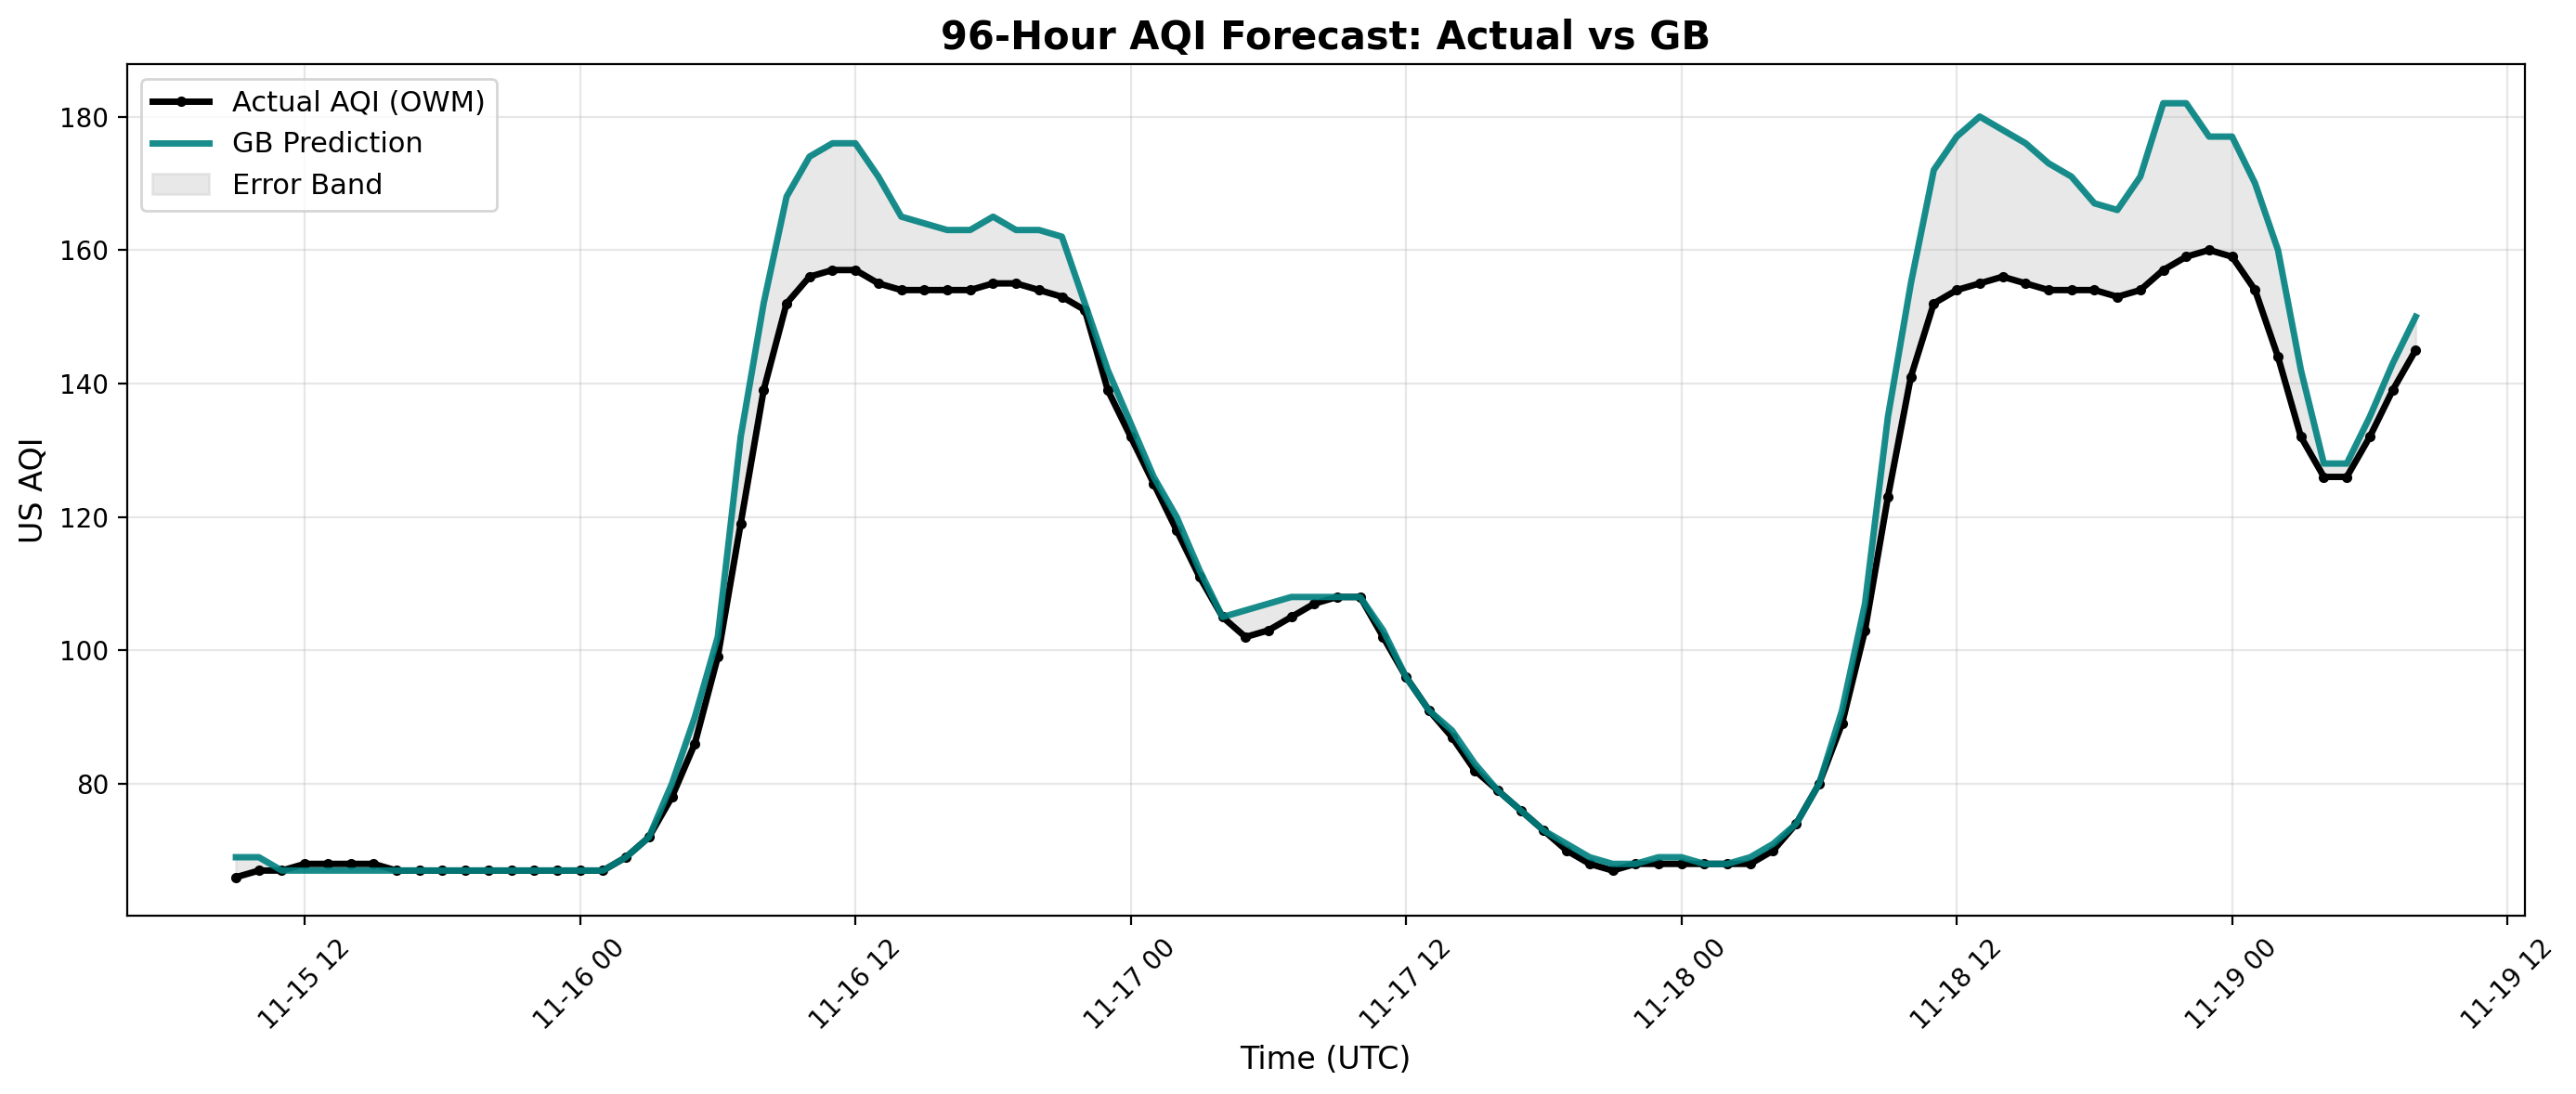 96-Hour AQI Forecast: Actual vs GB
Actual AQI (OWM)
GB Prediction
Error Band
US AQI
180
160
140
120
100
80
11-15 12
11-16 00
11-16 12
11-17 00
11-17 12
11-18 00
11-18 12
11-19 00
11-19 12
Time (UTC)